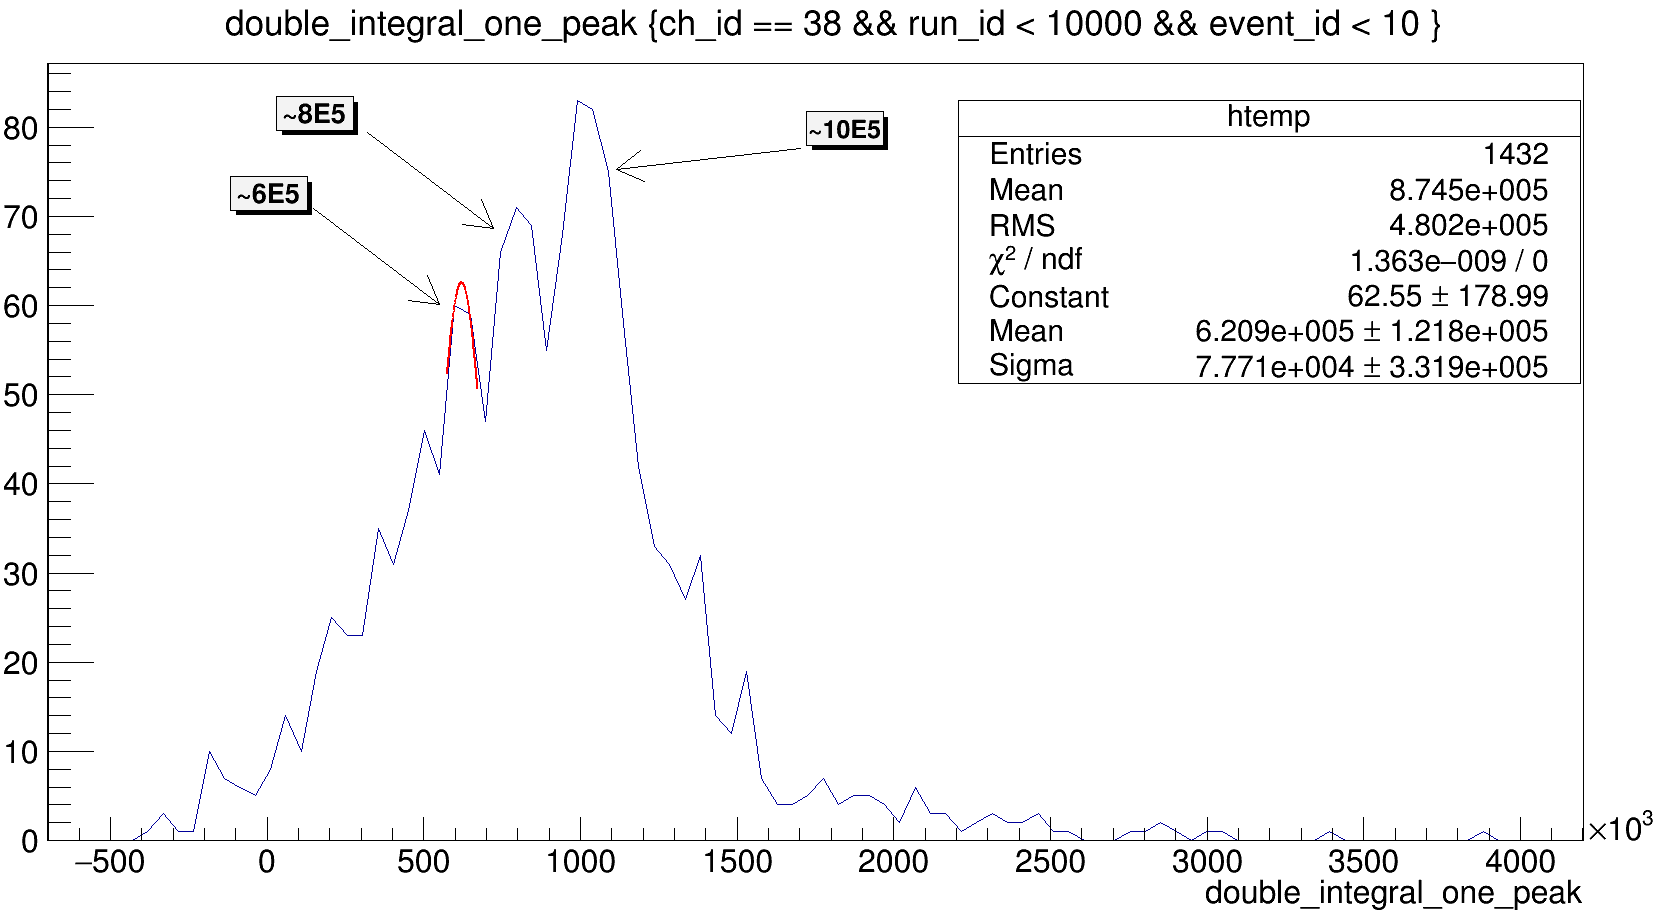 double_integral_one_peak {ch_id == 38 && run_id < 10000 && event_id < 10 }
~8E5
~10E5
~6E5
htemp
Entries 1432
Mean 8.745e+005
RMS 4.802e+005
χ² / ndf 1.363e–009 / 0
Constant 62.55 ± 178.99
Mean 6.209e+005 ± 1.218e+005
Sigma 7.771e+004 ± 3.319e+005
80
70
60
50
40
30
20
10
0
–500 0 500 1000 1500 2000 2500 3000 3500 4000
×10³
double_integral_one_peak